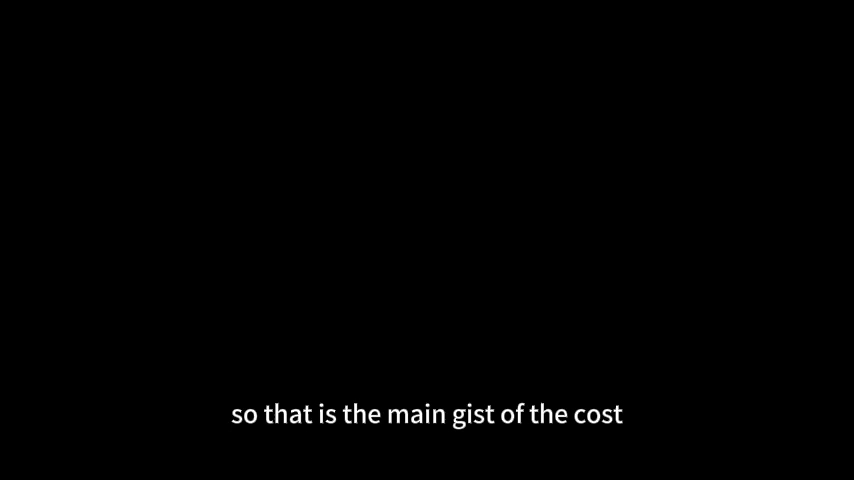 so that is the main gist of the cost